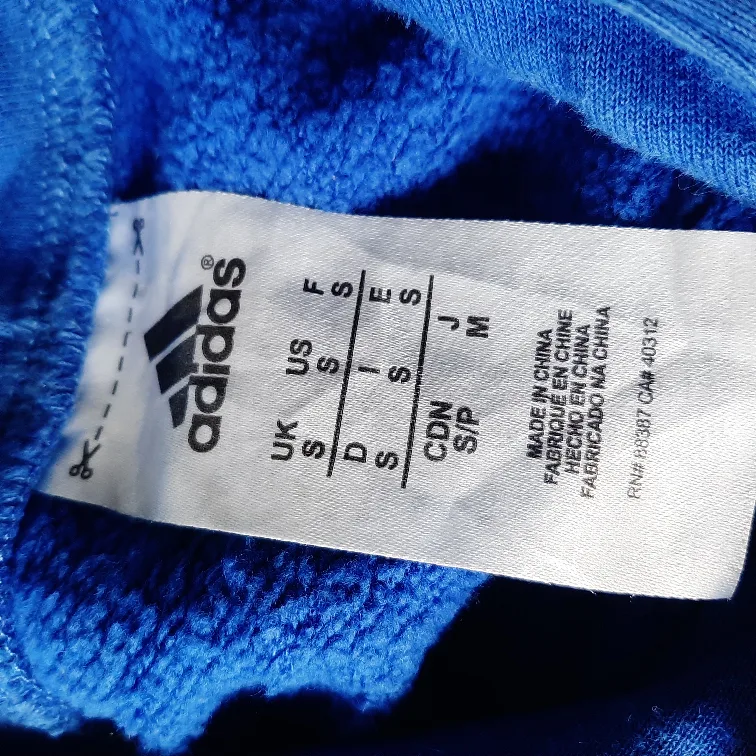 adidas®
UK US F
S S S
D I E
S S S
CDN J
S/P M
MADE IN CHINA
FABRIQUÉ EN CHINE
HECHO EN CHINA
FABRICADO NA CHINA
RN# 88387 CA# 40312